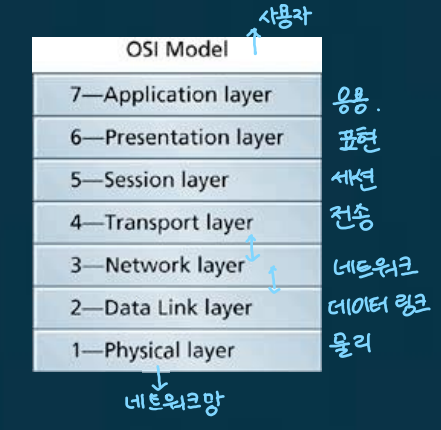 사용자
OSI Model
7—Application layer 응용.
6—Presentation layer 표현
5—Session layer 세션
4—Transport layer 전송
3—Network layer 네트워크
2—Data Link layer 데이터 링크
1—Physical layer 물리
네트워크망